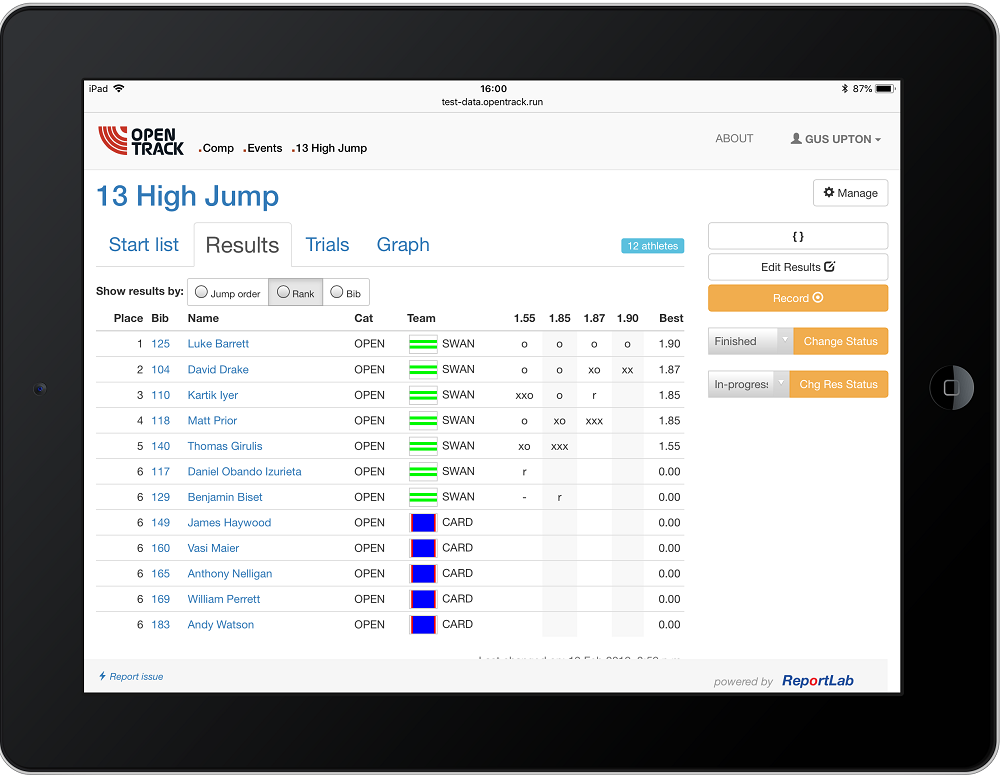 iPad 16:00 87%
test-data.opentrack.run
OPEN TRACK .Comp .Events .13 High Jump ABOUT GUS UPTON
13 High Jump Manage
Start list Results Trials Graph 12 athletes { }
Edit Results
Show results by: Jump order Rank Bib Record
Place Bib Name Cat Team 1.55 1.85 1.87 1.90 Best
1 125 Luke Barrett OPEN SWAN o o o o 1.90 Finished Change Status
2 104 David Drake OPEN SWAN o o xo xx 1.87
3 110 Kartik Iyer OPEN SWAN xxo o r 1.85 In-progress Chg Res Status
4 118 Matt Prior OPEN SWAN o xo xxx 1.85
5 140 Thomas Girulis OPEN SWAN xo xxx 1.55
6 117 Daniel Obando Izurieta OPEN SWAN r 0.00
6 129 Benjamin Biset OPEN SWAN - r 0.00
6 149 James Haywood OPEN CARD 0.00
6 160 Vasi Maier OPEN CARD 0.00
6 165 Anthony Nelligan OPEN CARD 0.00
6 169 William Perrett OPEN CARD 0.00
6 183 Andy Watson OPEN CARD 0.00
Report issue powered by ReportLab